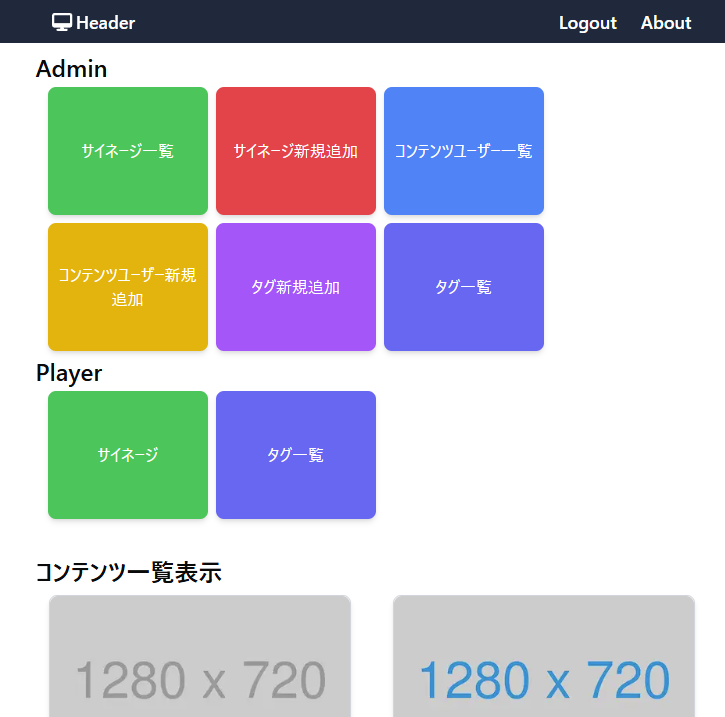 Header
Logout
About
Admin
サイネージ一覧
サイネージ新規追加
コンテンツユーザー一覧
コンテンツユーザー新規
追加
タグ新規追加
タグ一覧
Player
サイネージ
タグ一覧
コンテンツ一覧表示
1280 x 720
1280 x 720